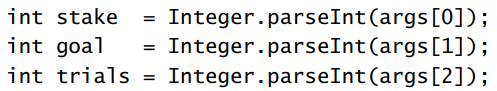 int stake  = Integer.parseInt(args[0]);
int goal   = Integer.parseInt(args[1]);
int trials = Integer.parseInt(args[2]);